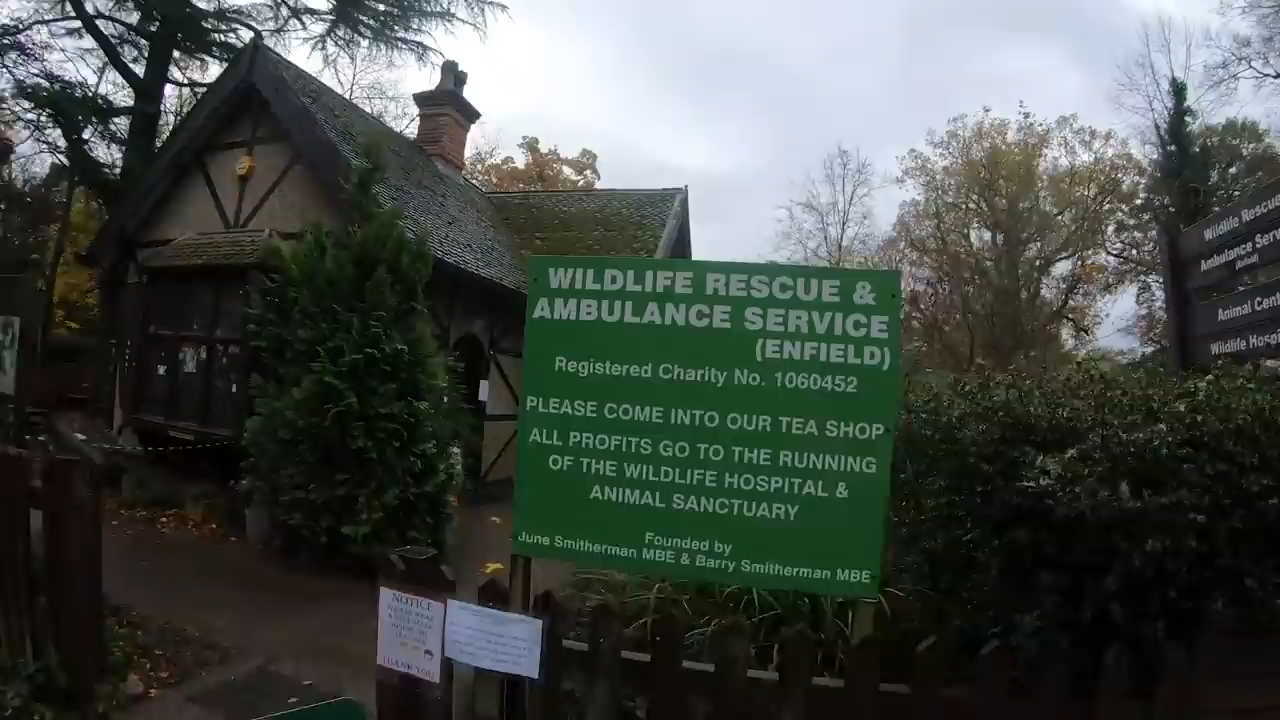 WILDLIFE RESCUE &
AMBULANCE SERVICE
(ENFIELD)
Registered Charity No. 1060452
PLEASE COME INTO OUR TEA SHOP
ALL PROFITS GO TO THE RUNNING
OF THE WILDLIFE HOSPITAL &
ANIMAL SANCTUARY
Founded by
June Smitherman MBE & Barry Smitherman MBE
Wildlife Rescue
Ambulance Serv
(Enfield)
Animal Cent
Wildlife Hospi
NOTICE
THANK YOU